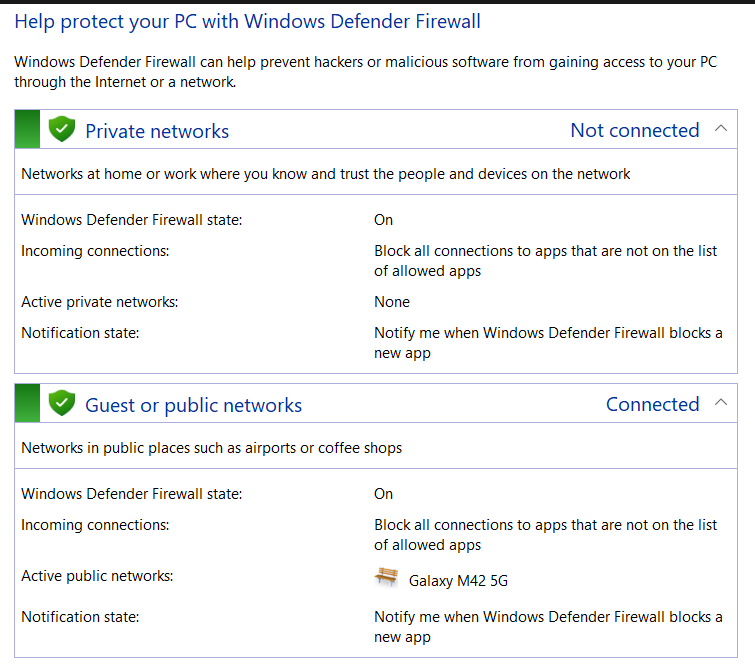 Help protect your PC with Windows Defender Firewall
Windows Defender Firewall can help prevent hackers or malicious software from gaining access to your PC
through the Internet or a network.
Private networks Not connected
Networks at home or work where you know and trust the people and devices on the network
Windows Defender Firewall state: On
Incoming connections: Block all connections to apps that are not on the list
of allowed apps
Active private networks: None
Notification state: Notify me when Windows Defender Firewall blocks a
new app
Guest or public networks Connected
Networks in public places such as airports or coffee shops
Windows Defender Firewall state: On
Incoming connections: Block all connections to apps that are not on the list
of allowed apps
Active public networks: Galaxy M42 5G
Notification state: Notify me when Windows Defender Firewall blocks a
new app